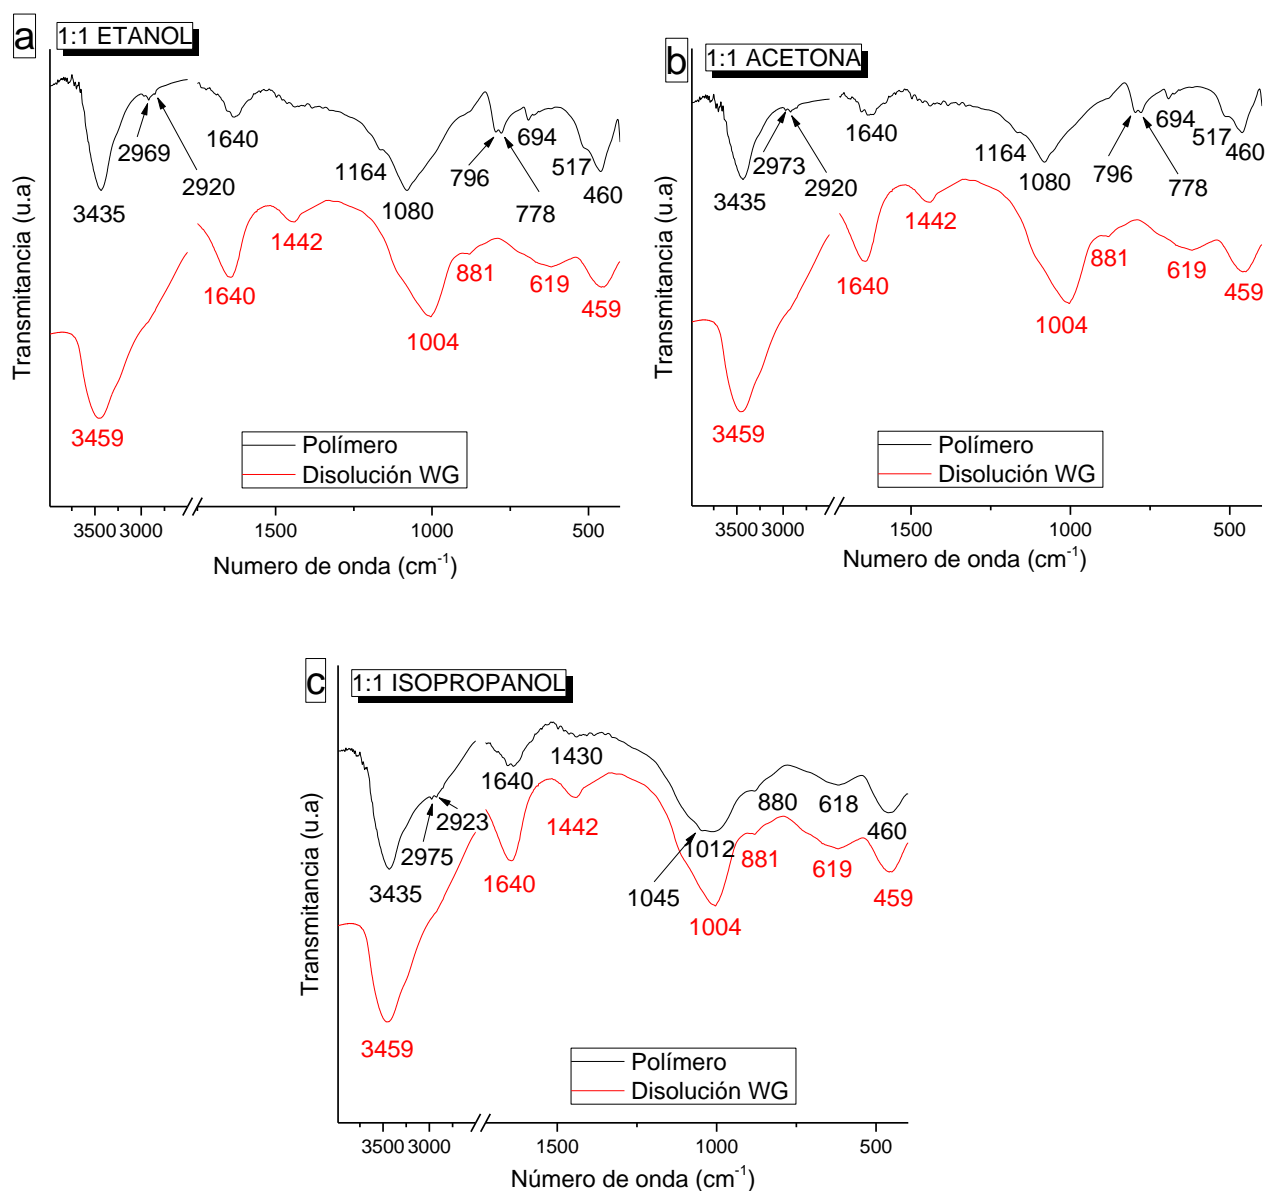 a
1:1 ETANOL
Transmitancia (u.a)
2969
2920
3435
1640
1164
1080
796
778
694
517
460
3459
1640
1442
1004
881
619
459
Polímero
Disolución WG
3500 3000 1500 1000 500
Numero de onda (cm-1)
b
1:1 ACETONA
Transmitancia (u.a)
2973
2920
3435
1640
1164
1080
796
778
694
517
460
3459
1640
1442
1004
881
619
459
Polímero
Disolución WG
3500 3000 1500 1000 500
Numero de onda (cm-1)
c
1:1 ISOPROPANOL
Transmitancia (u.a)
3435
2975
2923
1640
1430
1045
1012
880
618
460
3459
1640
1442
1004
881
619
459
Polímero
Disolución WG
3500 3000 1500 1000 500
Número de onda (cm-1)